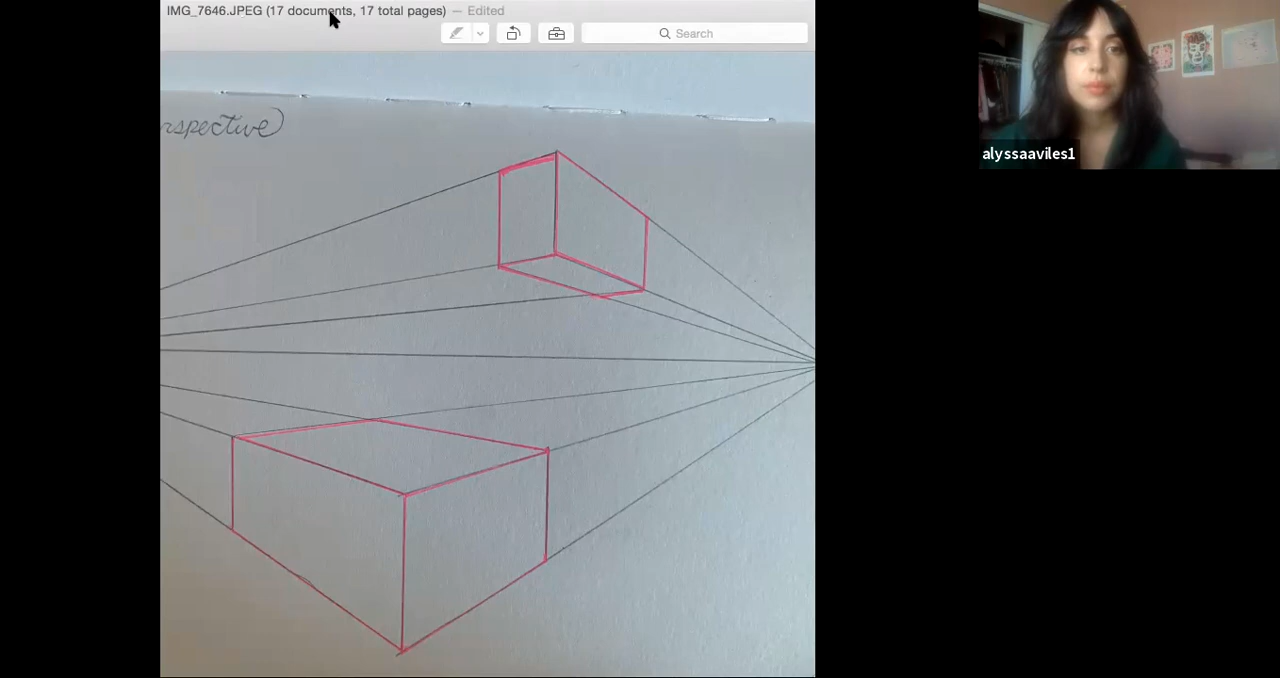 IMG_7646.JPEG (17 documents, 17 total pages) — Edited
Search
rspective)
alyssaaviles1